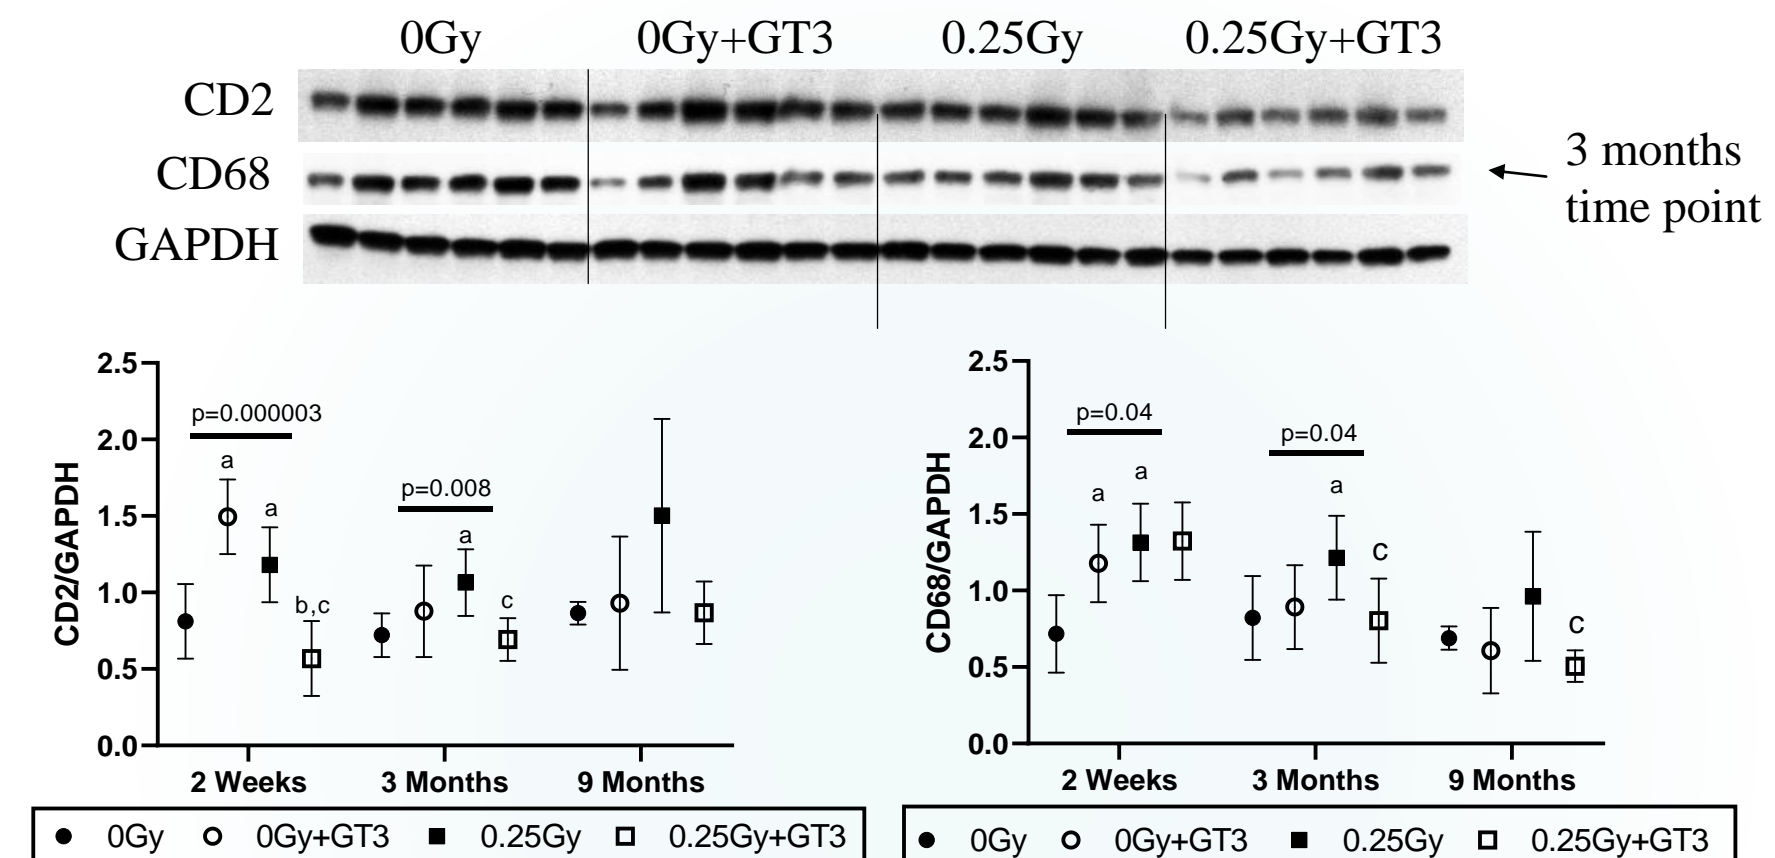 0Gy 0Gy+GT3 0.25Gy 0.25Gy+GT3
CD2
CD68
GAPDH
3 months
time point
CD2/GAPDH
2.5
2.0
1.5
1.0
0.5
0.0
p=0.000003
a
a
b,c
p=0.008
a
c
2 Weeks 3 Months 9 Months
0Gy 0Gy+GT3 0.25Gy 0.25Gy+GT3
CD68/GAPDH
2.5
2.0
1.5
1.0
0.5
0.0
p=0.04
a
a
p=0.04
a
c
c
2 Weeks 3 Months 9 Months
0Gy 0Gy+GT3 0.25Gy 0.25Gy+GT3